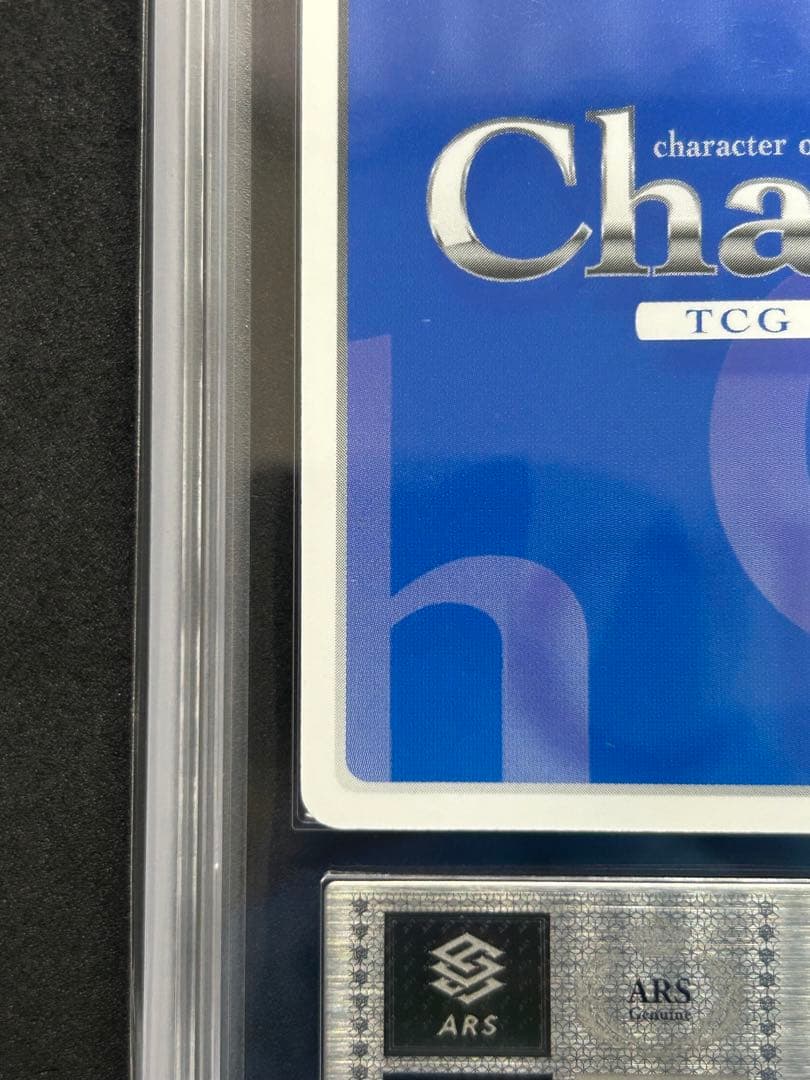 character o
Cha
TCG
ARS
ARS
Genuine